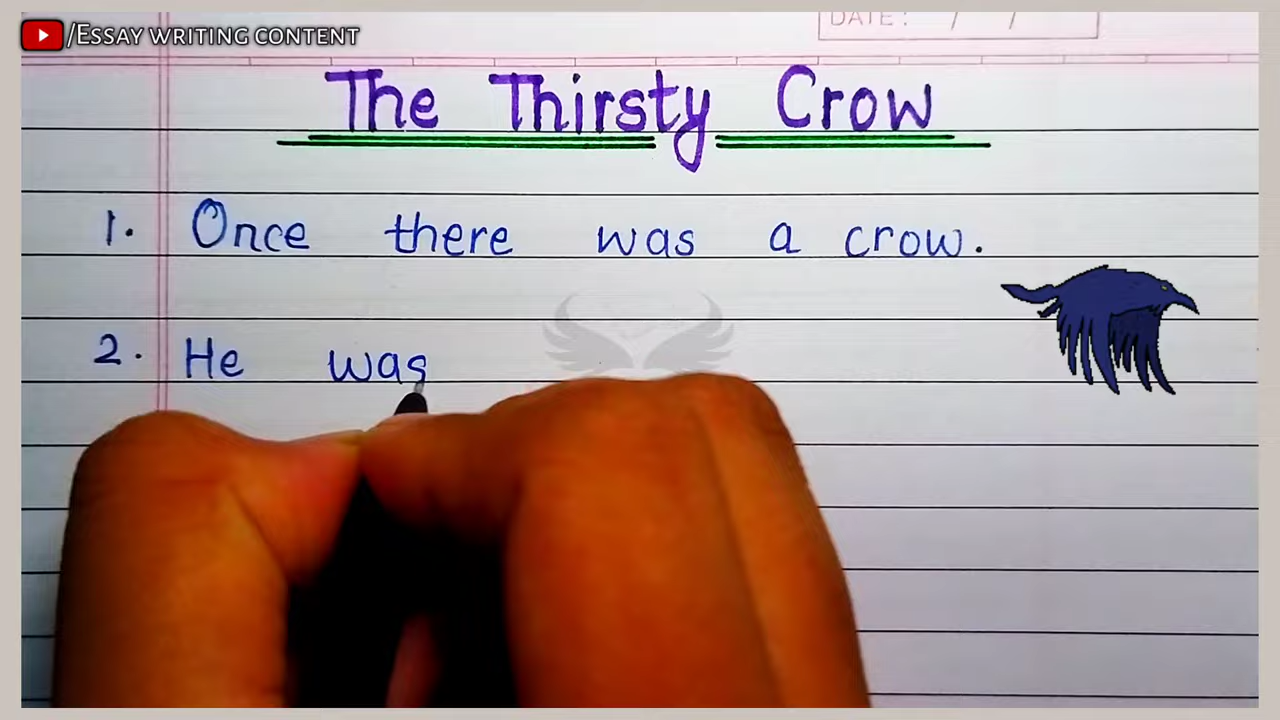 /ESSAY WRITING CONTENT
DATE: / /
The Thirsty Crow
1. Once there was a crow.
2. He was